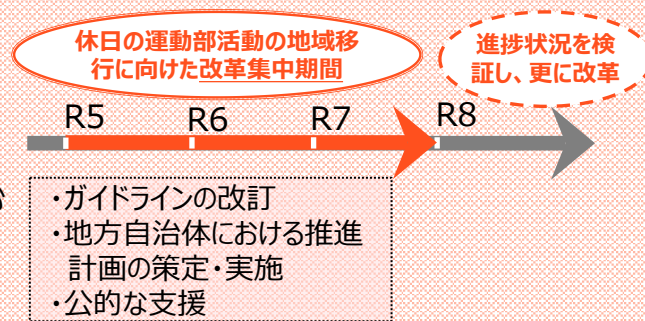 休日の運動部活動の地域移
行に向けた改革集中期間
進捗状況を検
証し、更に改革
R5 R6 R7 R8
・ガイドラインの改訂
・地方自治体における推進
計画の策定・実施
・公的な支援